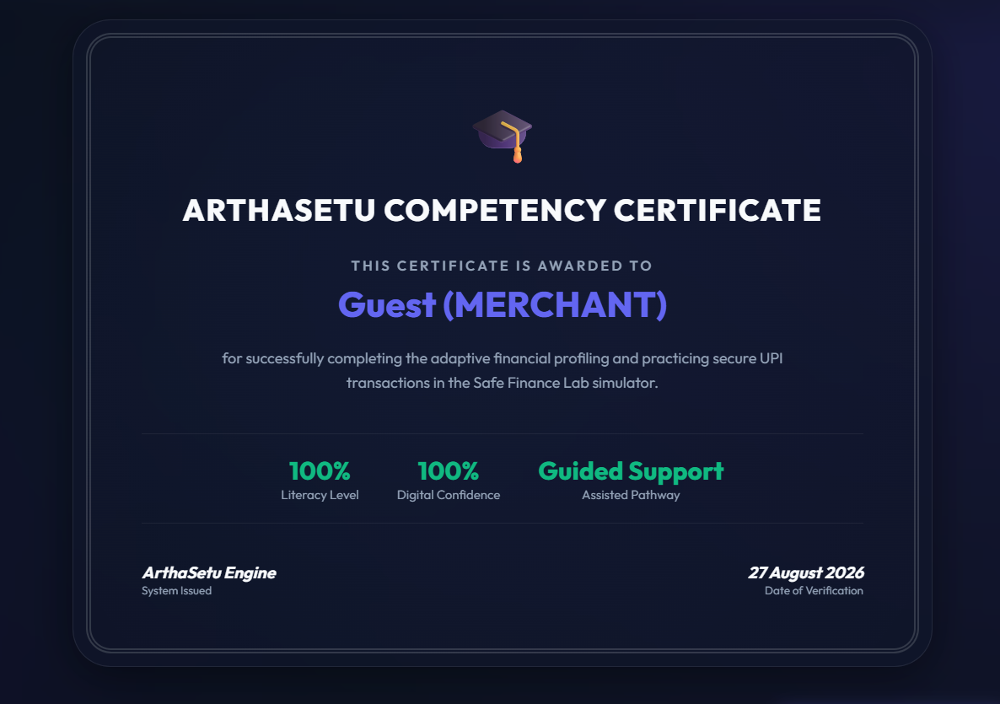 ARTHASETU COMPETENCY CERTIFICATE
THIS CERTIFICATE IS AWARDED TO
Guest (MERCHANT)
for successfully completing the adaptive financial profiling and practicing secure UPI
transactions in the Safe Finance Lab simulator.
100% 100% Guided Support
Literacy Level Digital Confidence Assisted Pathway
ArthaSetu Engine 27 August 2026
System Issued Date of Verification